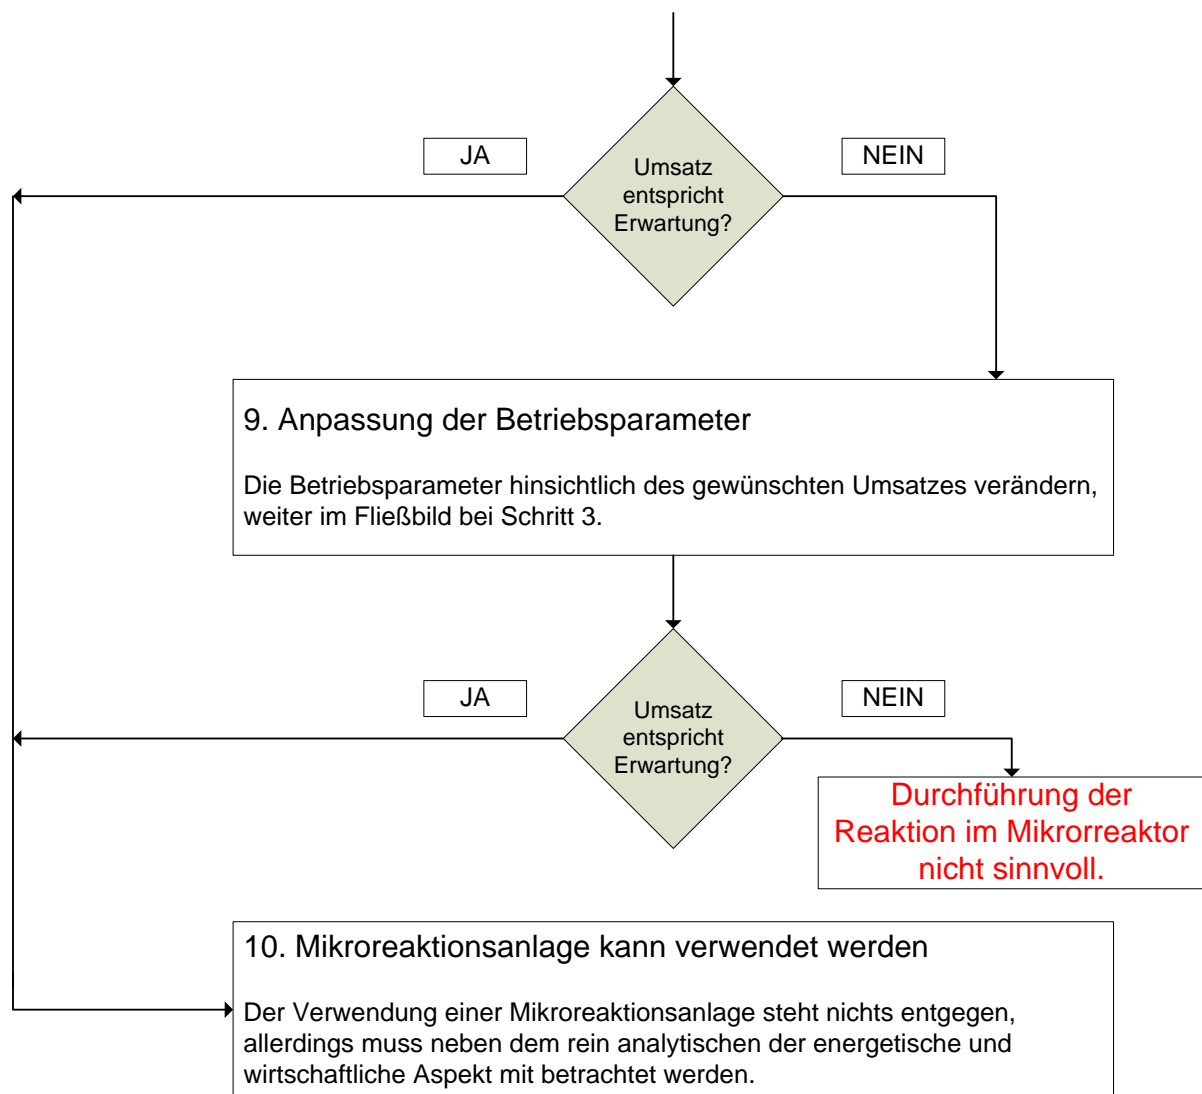 JA
NEIN
Umsatz
entspricht
Erwartung?
9. Anpassung der Betriebsparameter
Die Betriebsparameter hinsichtlich des gewünschten Umsatzes verändern,
weiter im Fließbild bei Schritt 3.
JA
NEIN
Umsatz
entspricht
Erwartung?
Durchführung der
Reaktion im Mikrorreaktor
nicht sinnvoll.
10. Mikroreaktionsanlage kann verwendet werden
Der Verwendung einer Mikroreaktionsanlage steht nichts entgegen,
allerdings muss neben dem rein analytischen der energetische und
wirtschaftliche Aspekt mit betrachtet werden.